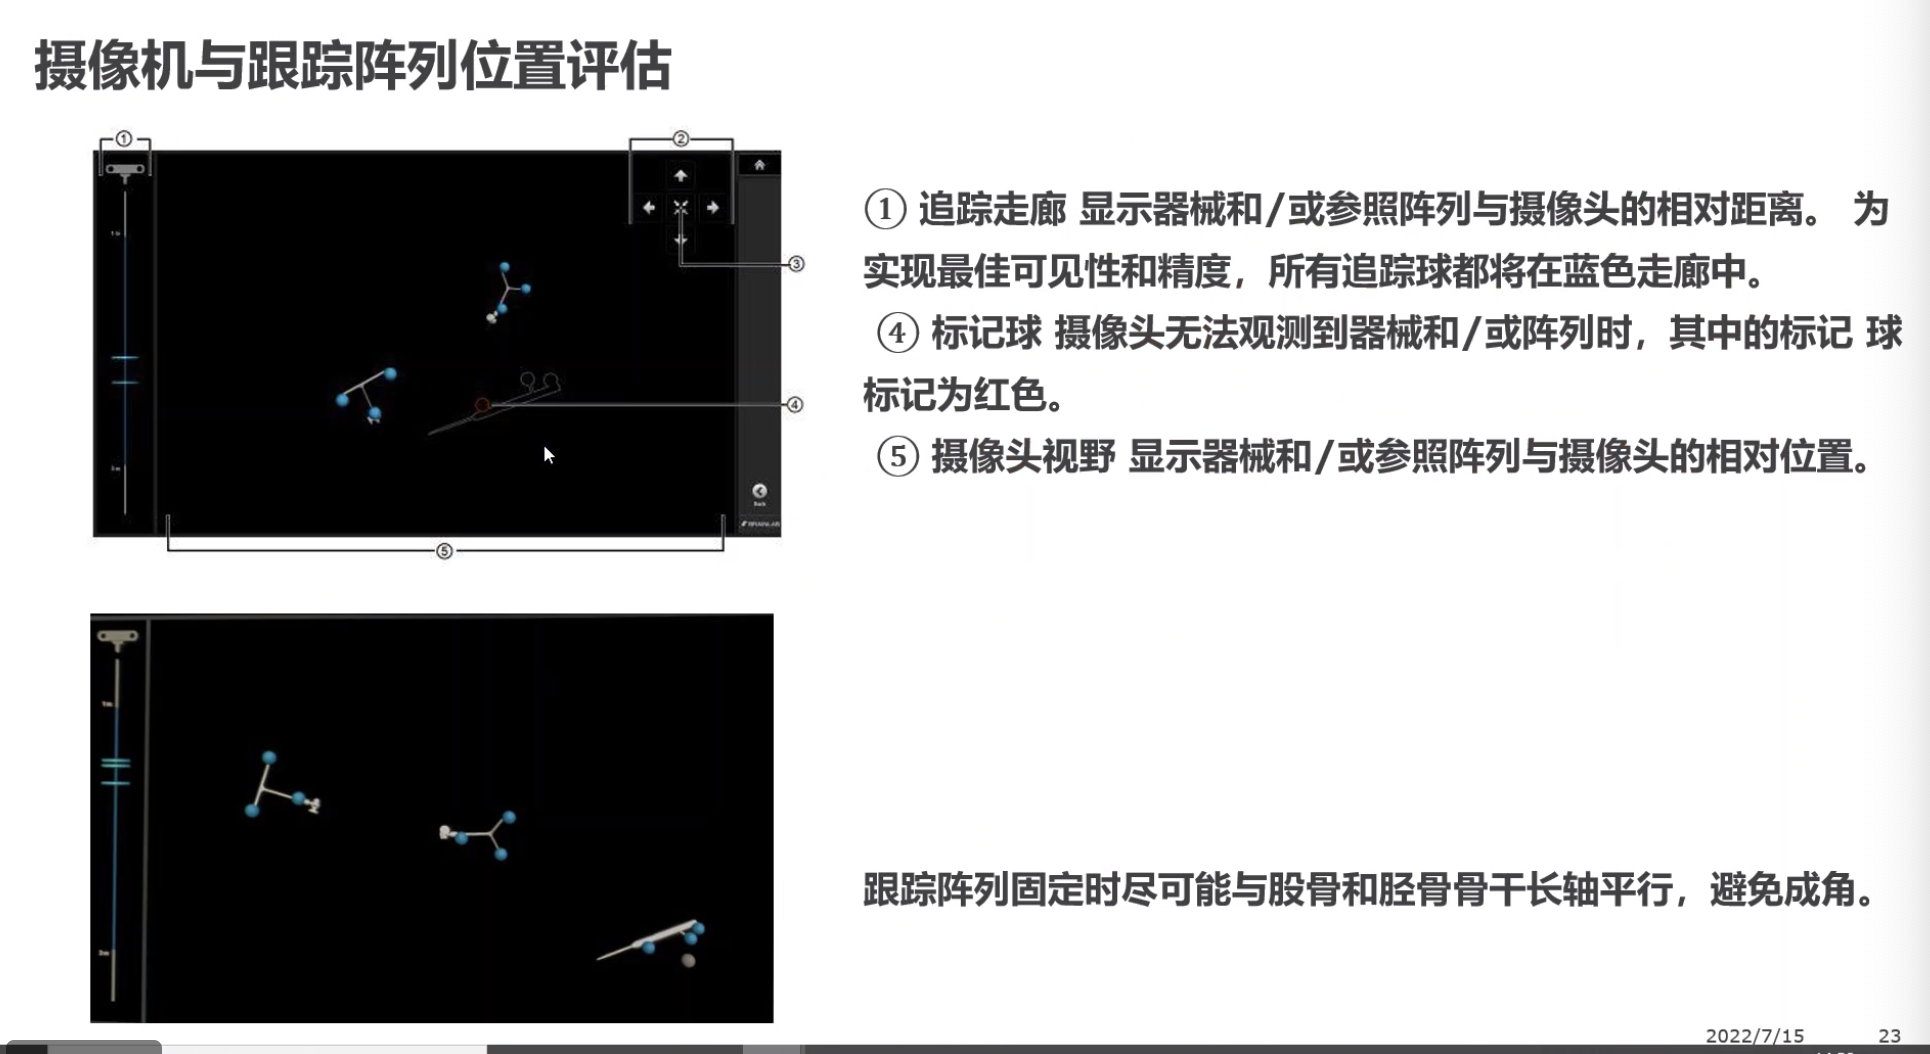 摄像机与跟踪阵列位置评估
①
②
③
④
⑤
BRAINLAB
① 追踪走廊 显示器械和/或参照阵列与摄像头的相对距离。 为
实现最佳可见性和精度，所有追踪球都将在蓝色走廊中。
④ 标记球 摄像头无法观测到器械和/或阵列时，其中的标记 球
标记为红色。
⑤ 摄像头视野 显示器械和/或参照阵列与摄像头的相对位置。
跟踪阵列固定时尽可能与股骨和胫骨骨干长轴平行，避免成角。
2022/7/15
23